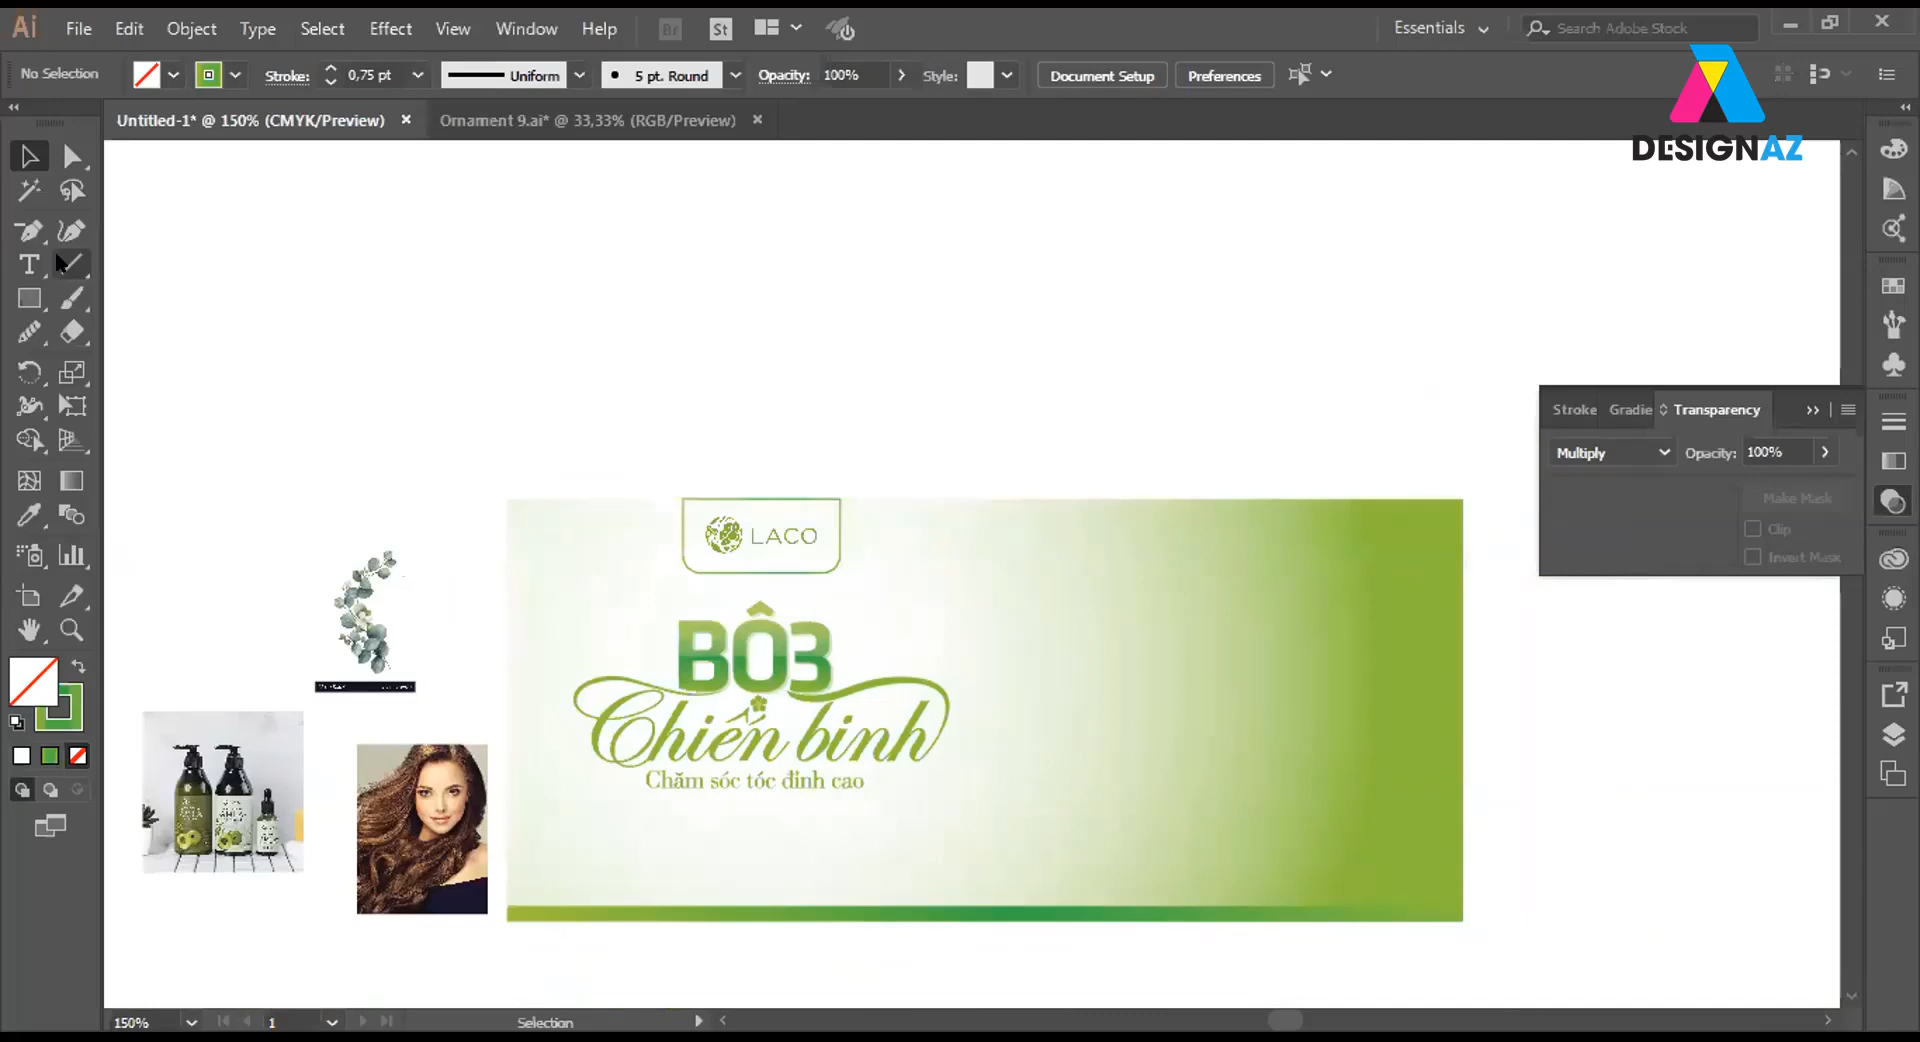 Ai File Edit Object Type Select Effect View Window Help Br St Essentials Search Adobe Stock
No Selection Stroke: 0,75 pt Uniform 5 pt. Round Opacity: 100% Style: Document Setup Preferences
Untitled-1* @ 150% (CMYK/Preview) Ornament 9.ai* @ 33,33% (RGB/Preview)
DESIGNAZ
Stroke Gradie Transparency
Multiply Opacity: 100%
Make Mask
Clip
Invert Mask
LACO
BỘ3
Chiến binh
Chăm sóc tóc đỉnh cao
150% 1 Selection